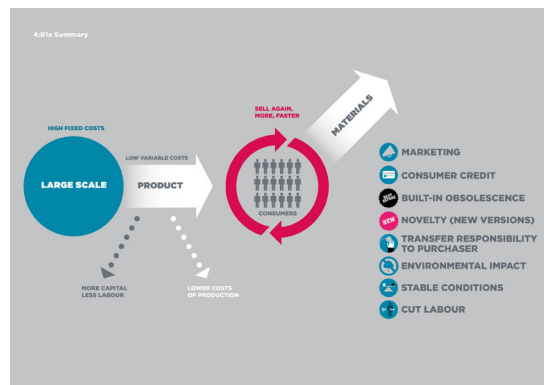 4:R1a Summary
HIGH FIXED COSTS
LARGE SCALE
LOW VARIABLE COSTS
PRODUCT
MORE CAPITAL
LESS LABOUR
LOWER COSTS
OF PRODUCTION
SELL AGAIN,
MORE, FASTER
CONSUMERS
MATERIALS
MARKETING
CONSUMER CREDIT
BUILT-IN OBSOLESCENCE
NEW
NOVELTY (NEW VERSIONS)
TRANSFER RESPONSIBILITY
TO PURCHASER
ENVIRONMENTAL IMPACT
STABLE CONDITIONS
CUT LABOUR